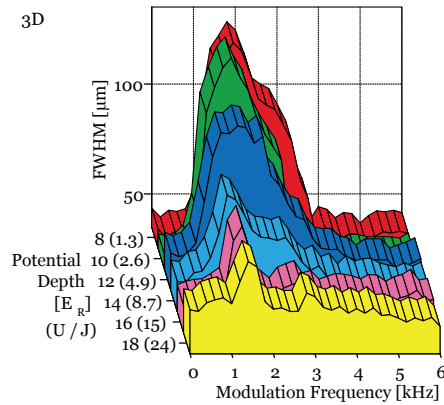 3D
FWHM [µm]
100
50
8 (1.3)
Potential 10 (2.6)
Depth 12 (4.9)
[E R] 14 (8.7)
(U / J) 16 (15)
18 (24)
0 1 2 3 4 5 6
Modulation Frequency [kHz]